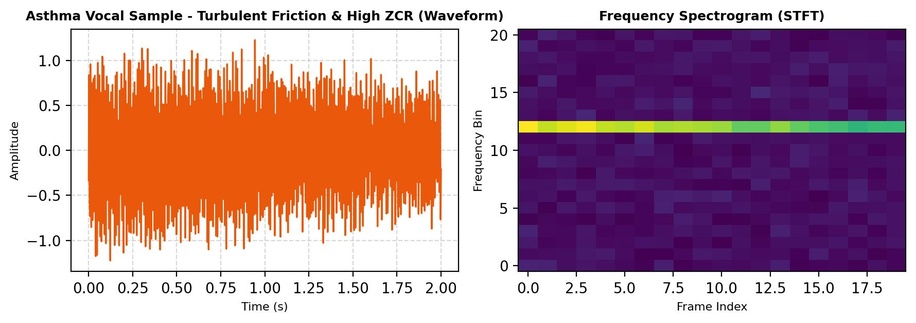 Asthma Vocal Sample - Turbulent Friction & High ZCR (Waveform)
1.0
0.5
0.0
−0.5
−1.0
Amplitude
0.00 0.25 0.50 0.75 1.00 1.25 1.50 1.75 2.00
Time (s)
Frequency Spectrogram (STFT)
20
15
10
5
0
Frequency Bin
0.0 2.5 5.0 7.5 10.0 12.5 15.0 17.5
Frame Index